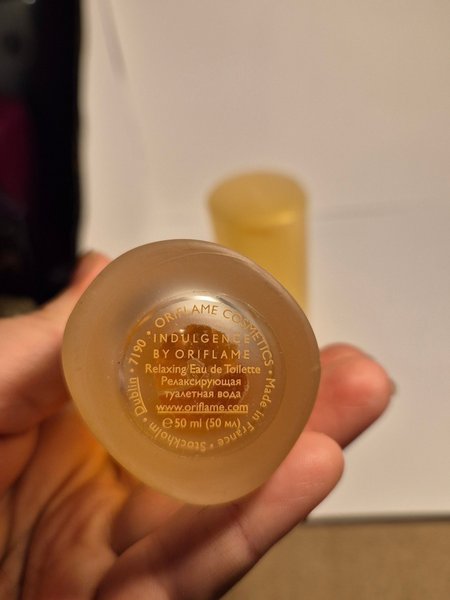 ORIFLAME COSMETICS • Made in France • Stockholm • Dublin • 7190 •
INDULGENCE
BY ORIFLAME
Relaxing Eau de Toilette
Релаксирующая
туалетная вода
www.oriflame.com
℮50 ml (50 мл)